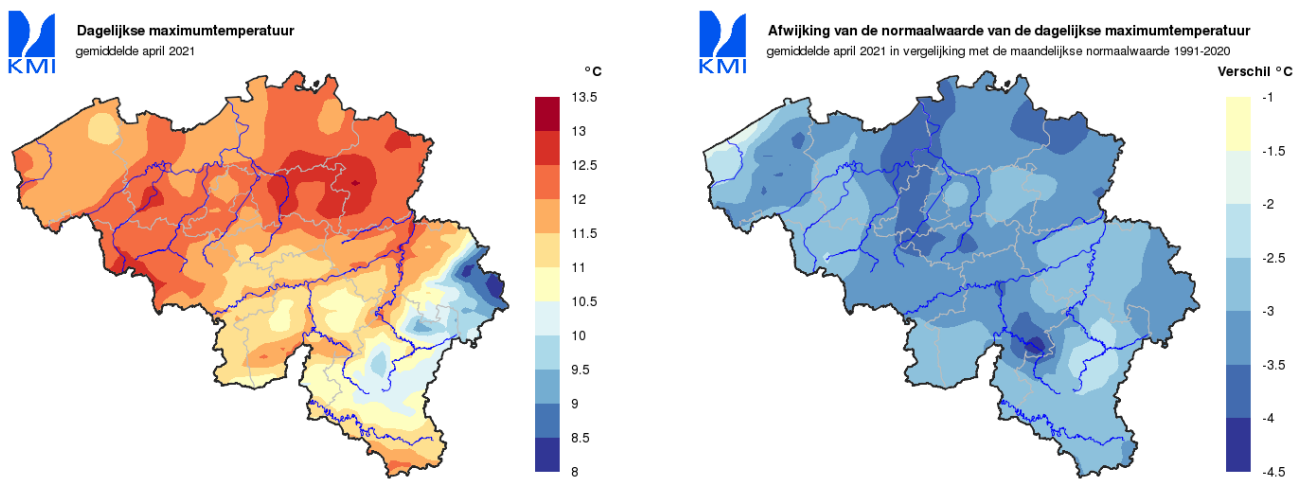 KMI
Dagelijkse maximumtemperatuur
gemiddelde april 2021
°C
13.5
13
12.5
12
11.5
11
10.5
10
9.5
9
8.5
8
KMI
Afwijking van de normaalwaarde van de dagelijkse maximumtemperatuur
gemiddelde april 2021 in vergelijking met de maandelijkse normaalwaarde 1991-2020
Verschil °C
-1
-1.5
-2
-2.5
-3
-3.5
-4
-4.5